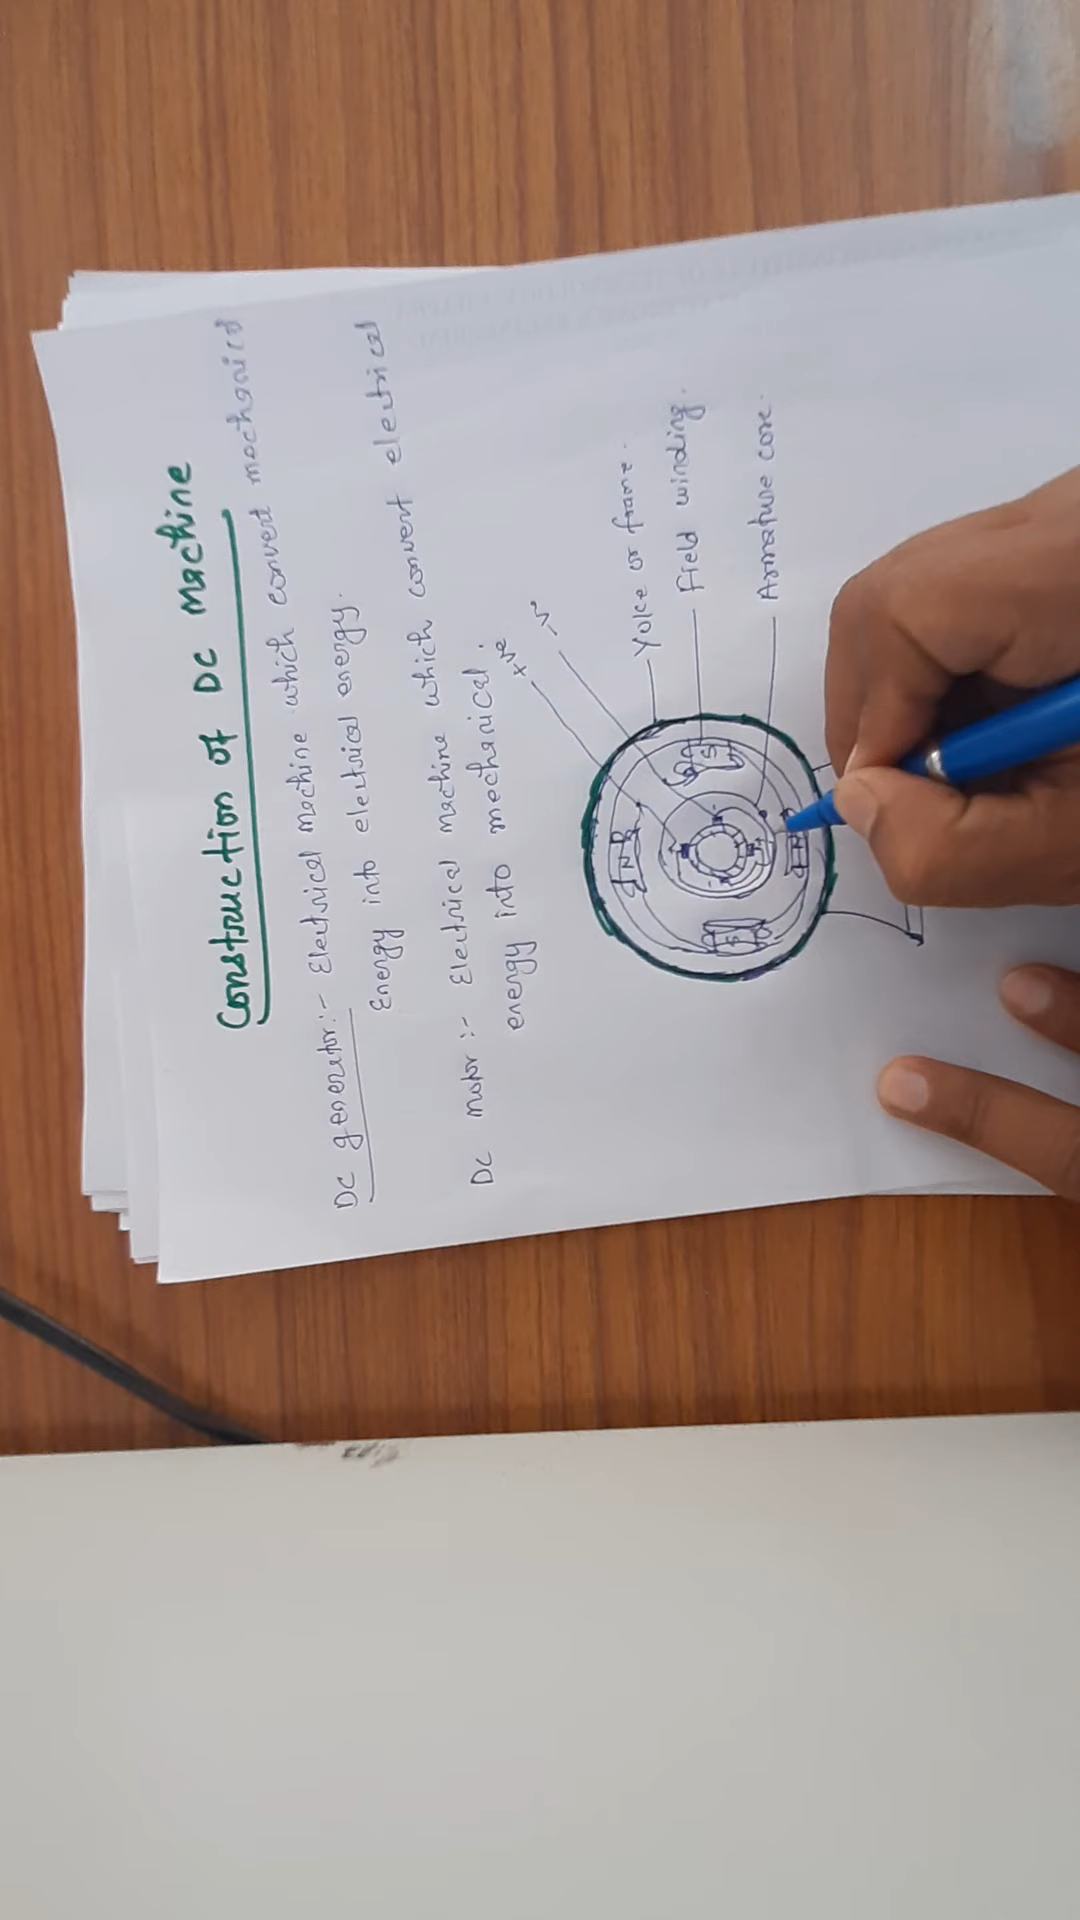 Construction of DC Machine
DC generator:- Electrical machine which convert mechanical
Energy into electrical energy.
DC motor:- Electrical machine which convert electrical
energy into mechanical.
+ve
-ve
Yoke or frame.
Field winding.
Armature core.
N
S
S
N